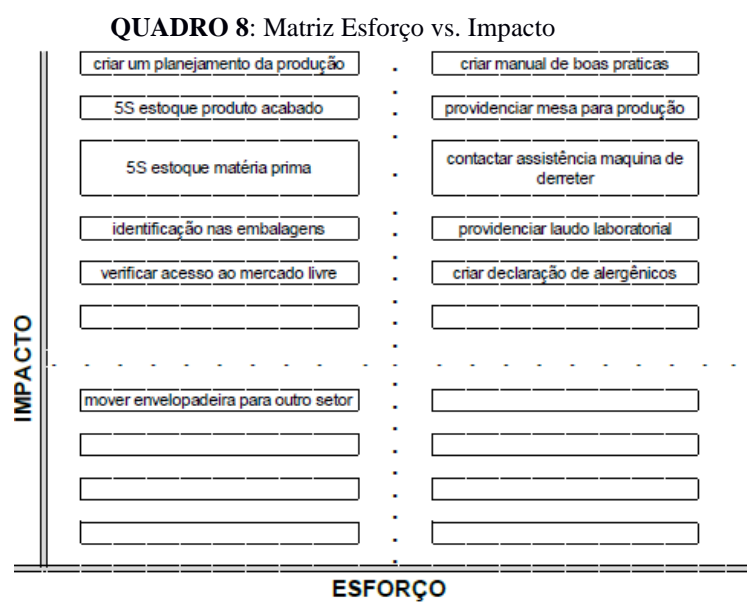 QUADRO 8: Matriz Esforço vs. Impacto
criar um planejamento da produção
criar manual de boas praticas
5S estoque produto acabado
providenciar mesa para produção
5S estoque matéria prima
contactar assistência maquina de
derreter
identificação nas embalagens
providenciar laudo laboratorial
verificar acesso ao mercado livre
criar declaração de alergênicos
mover envelopadeira para outro setor
IMPACTO
ESFORÇO